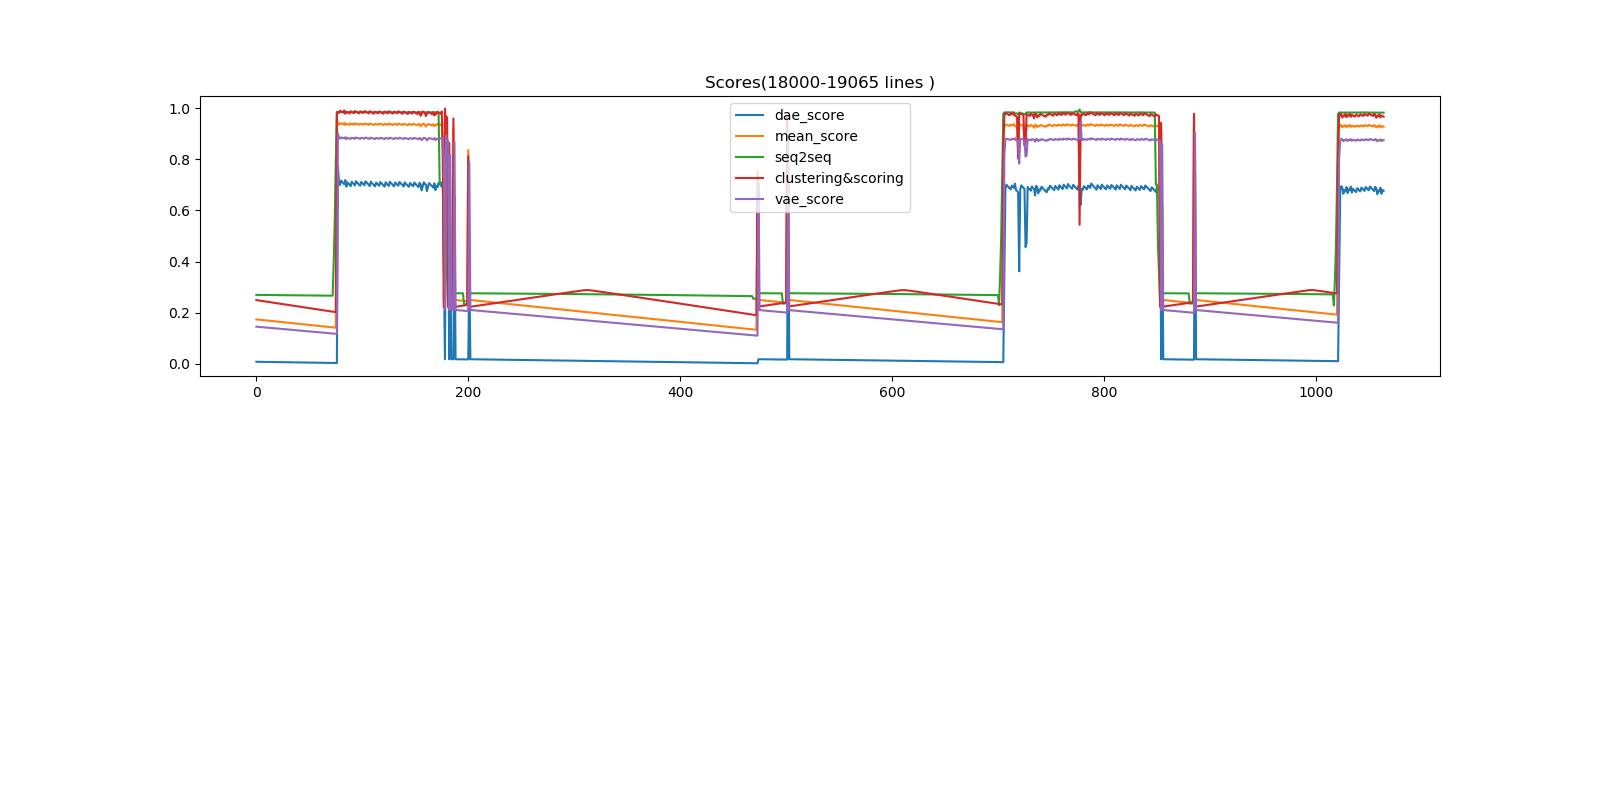 Scores(18000-19065 lines )
1.0
0.8
0.6
0.4
0.2
0.0
dae_score
mean_score
seq2seq
clustering&scoring
vae_score
0 200 400 600 800 1000